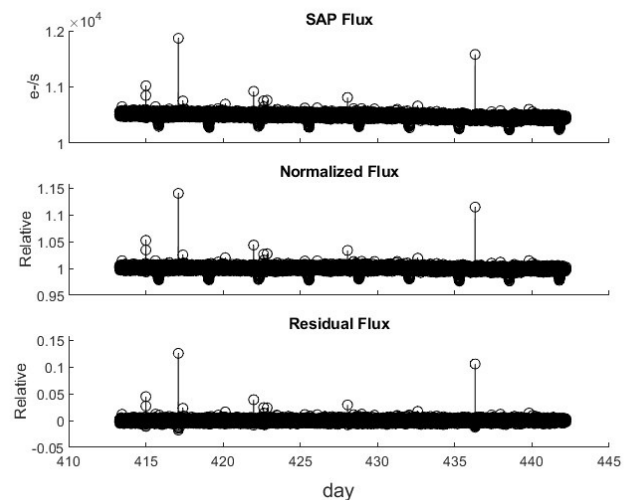 ×10⁴
SAP Flux
1.2
1.1
1
e-/s
Normalized Flux
1.15
1.1
1.05
1
0.95
Relative
Residual Flux
0.15
0.1
0.05
0
-0.05
Relative
410 415 420 425 430 435 440 445
day